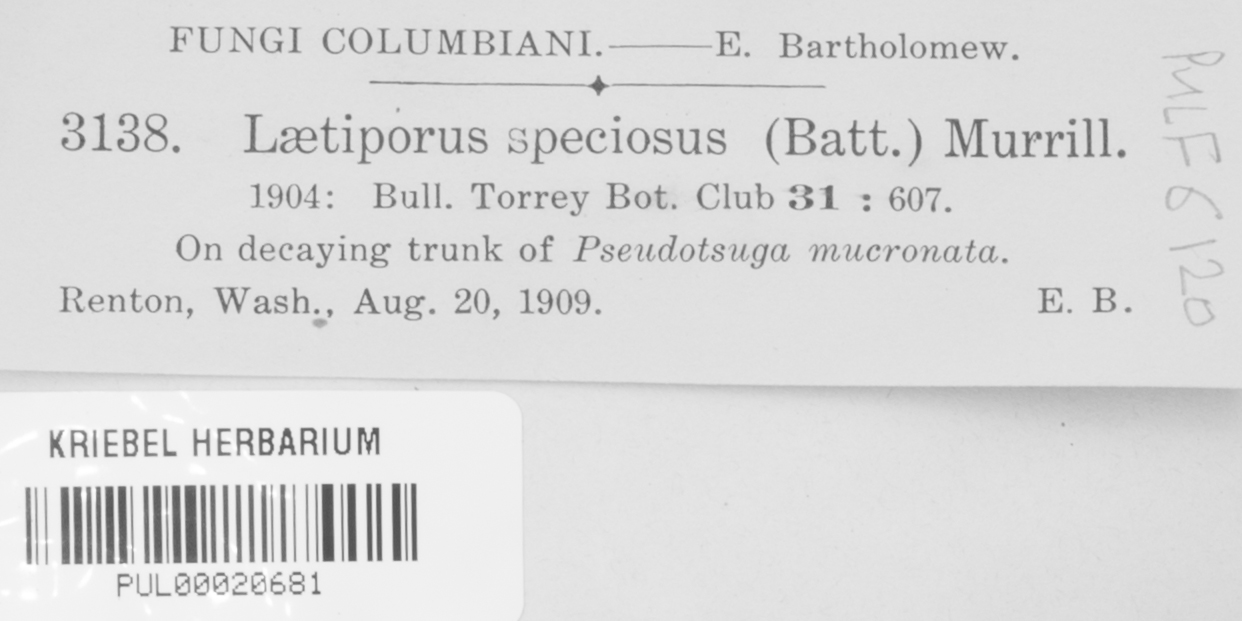 FUNGI COLUMBIANI.——E. Bartholomew.
3138. Lætiporus speciosus (Batt.) Murrill.
1904: Bull. Torrey Bot. Club 31 : 607.
On decaying trunk of Pseudotsuga mucronata.
Renton, Wash., Aug. 20, 1909. E. B.
PULF 6120
KRIEBEL HERBARIUM
PUL00020681